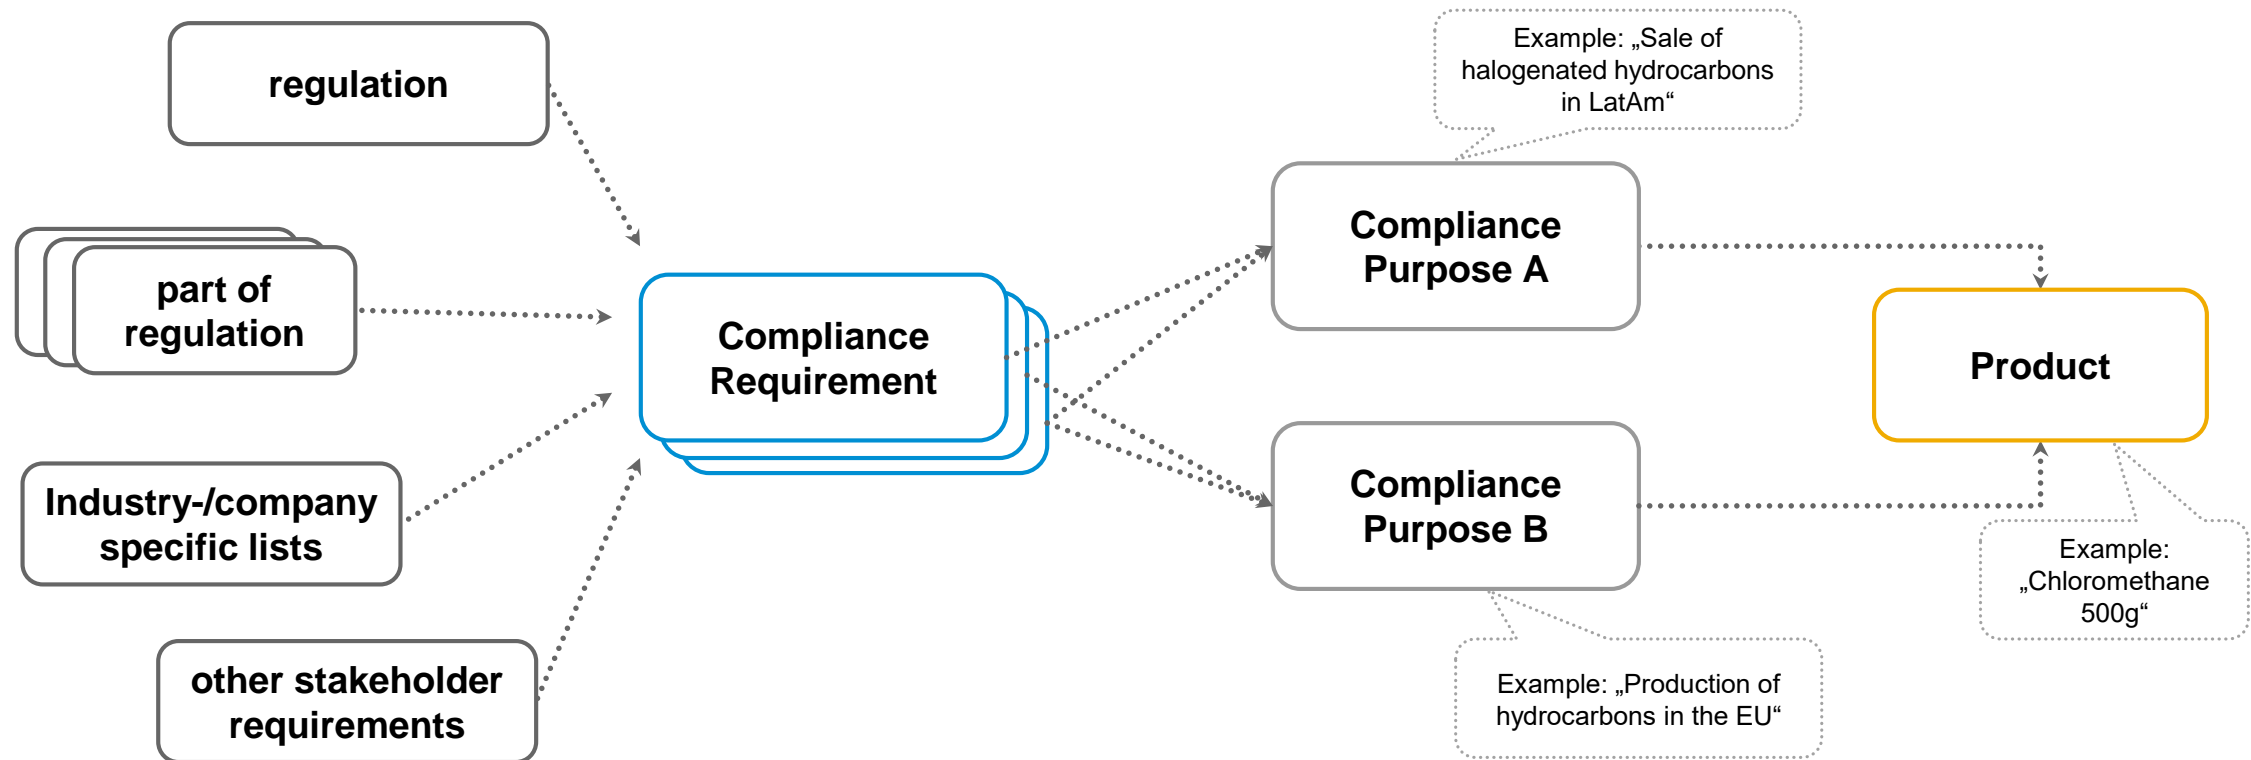 regulation
part of
regulation
Industry-/company
specific lists
other stakeholder
requirements
Compliance
Requirement
Example: „Sale of
halogenated hydrocarbons
in LatAm“
Compliance
Purpose A
Compliance
Purpose B
Example: „Production of
hydrocarbons in the EU“
Product
Example:
„Chloromethane
500g“